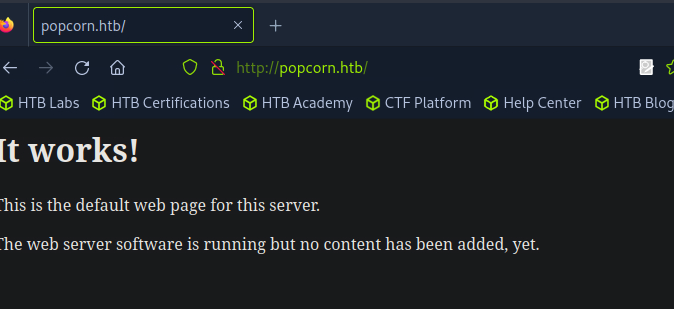 popcorn.htb/
http://popcorn.htb/
HTB Labs HTB Certifications HTB Academy CTF Platform Help Center HTB Blog
It works!
This is the default web page for this server.
The web server software is running but no content has been added, yet.